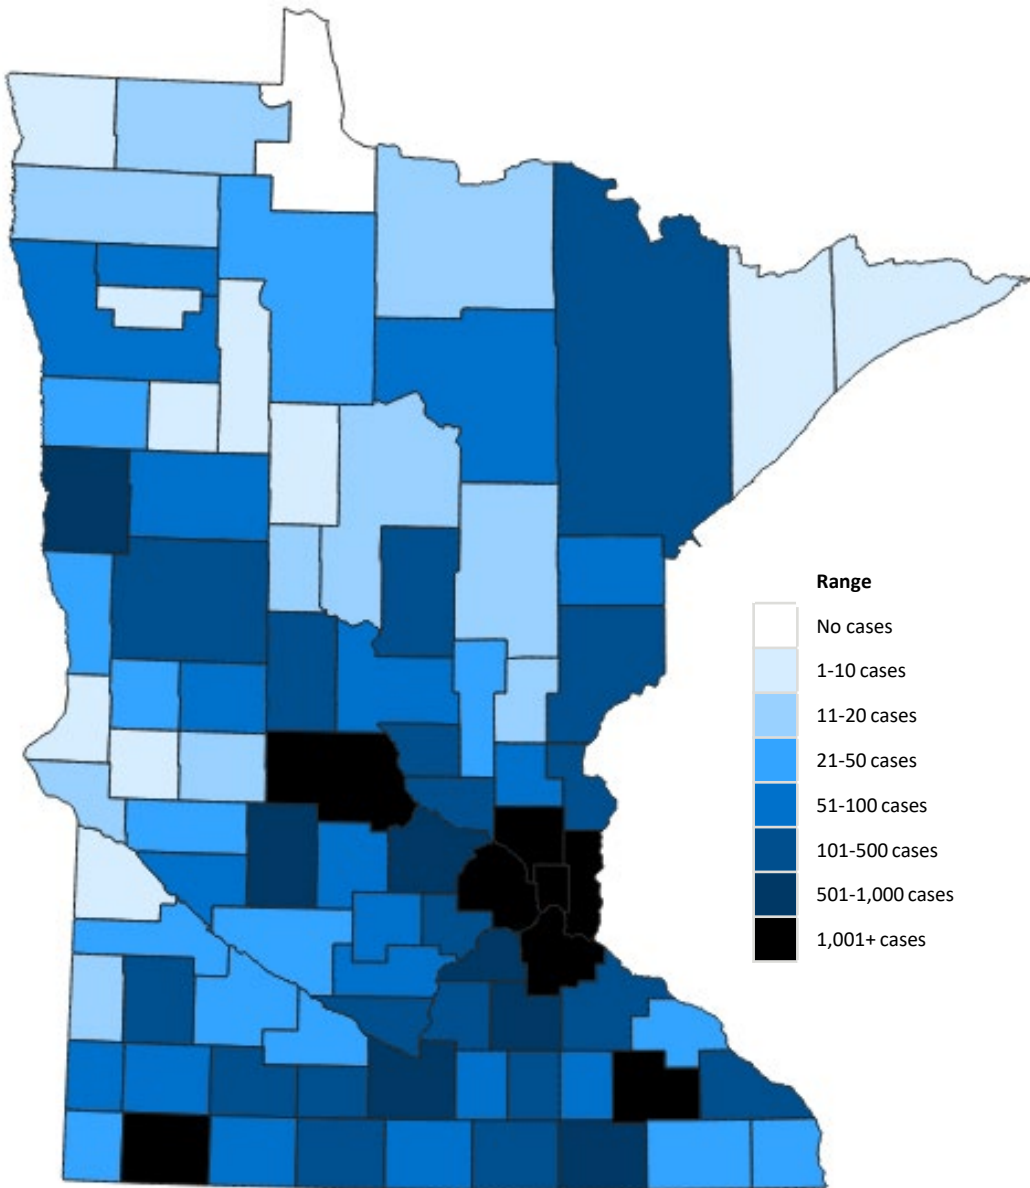 Range
No cases
1-10 cases
11-20 cases
21-50 cases
51-100 cases
101-500 cases
501-1,000 cases
1,001+ cases